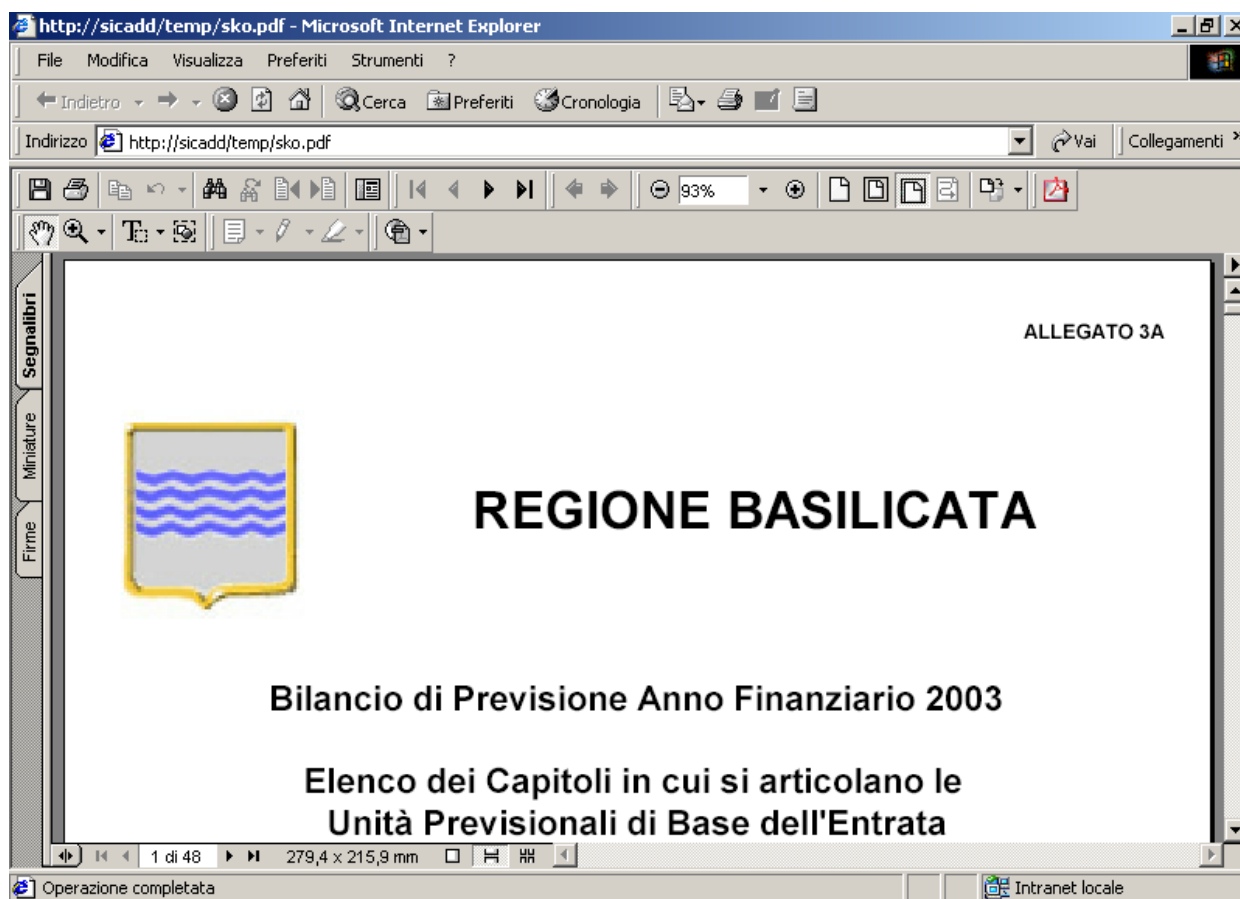 http://sicadd/temp/sko.pdf - Microsoft Internet Explorer
File Modifica Visualizza Preferiti Strumenti ?
Indietro Cerca Preferiti Cronologia
Indirizzo http://sicadd/temp/sko.pdf Vai Collegamenti »
93%
Segnalibri
Miniature
Firme
ALLEGATO 3A
REGIONE BASILICATA
Bilancio di Previsione Anno Finanziario 2003
Elenco dei Capitoli in cui si articolano le
Unità Previsionali di Base dell'Entrata
1 di 48 279,4 x 215,9 mm
Operazione completata Intranet locale